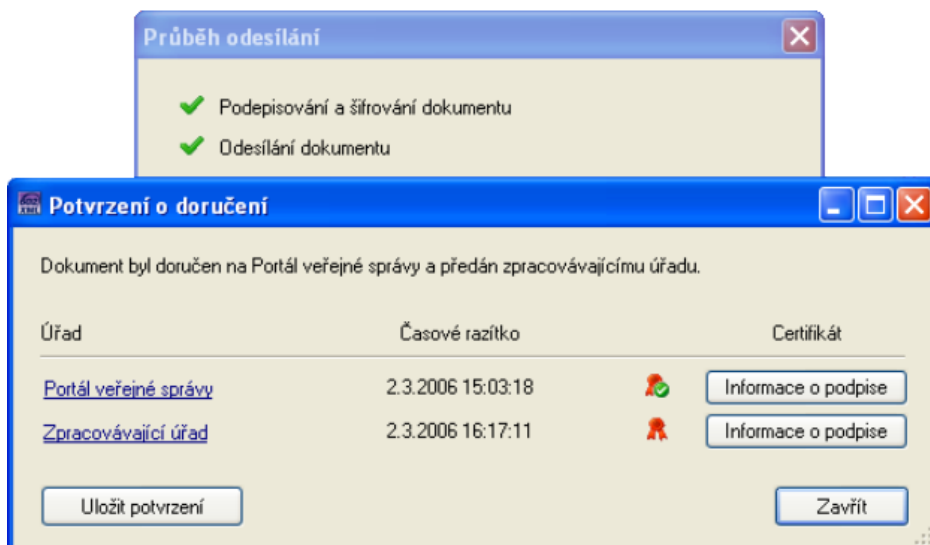 Průběh odesílání
Podepisování a šifrování dokumentu
Odesílání dokumentu
Potvrzení o doručení
Dokument byl doručen na Portál veřejné správy a předán zpracovávajícímu úřadu.
Úřad Časové razítko Certifikát
Portál veřejné správy 2.3.2006 15:03:18 Informace o podpise
Zpracovávající úřad 2.3.2006 16:17:11 Informace o podpise
Uložit potvrzení Zavřít